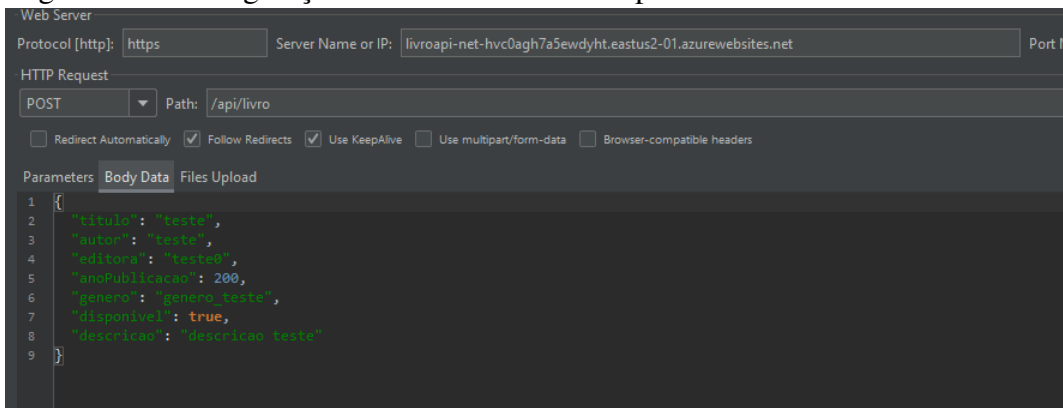 Web Server
Protocol [http]: https Server Name or IP: livroapi-net-hvc0agh7a5ewdyht.eastus2-01.azurewebsites.net Port
HTTP Request
POST Path: /api/livro
Redirect Automatically Follow Redirects Use KeepAlive Use multipart/form-data Browser-compatible headers
Parameters Body Data Files Upload
1 {
2 "titulo": "teste",
3 "autor": "teste",
4 "editora": "teste0",
5 "anoPublicacao": 200,
6 "genero": "genero_teste",
7 "disponivel": true,
8 "descricao": "descricao teste"
9 }